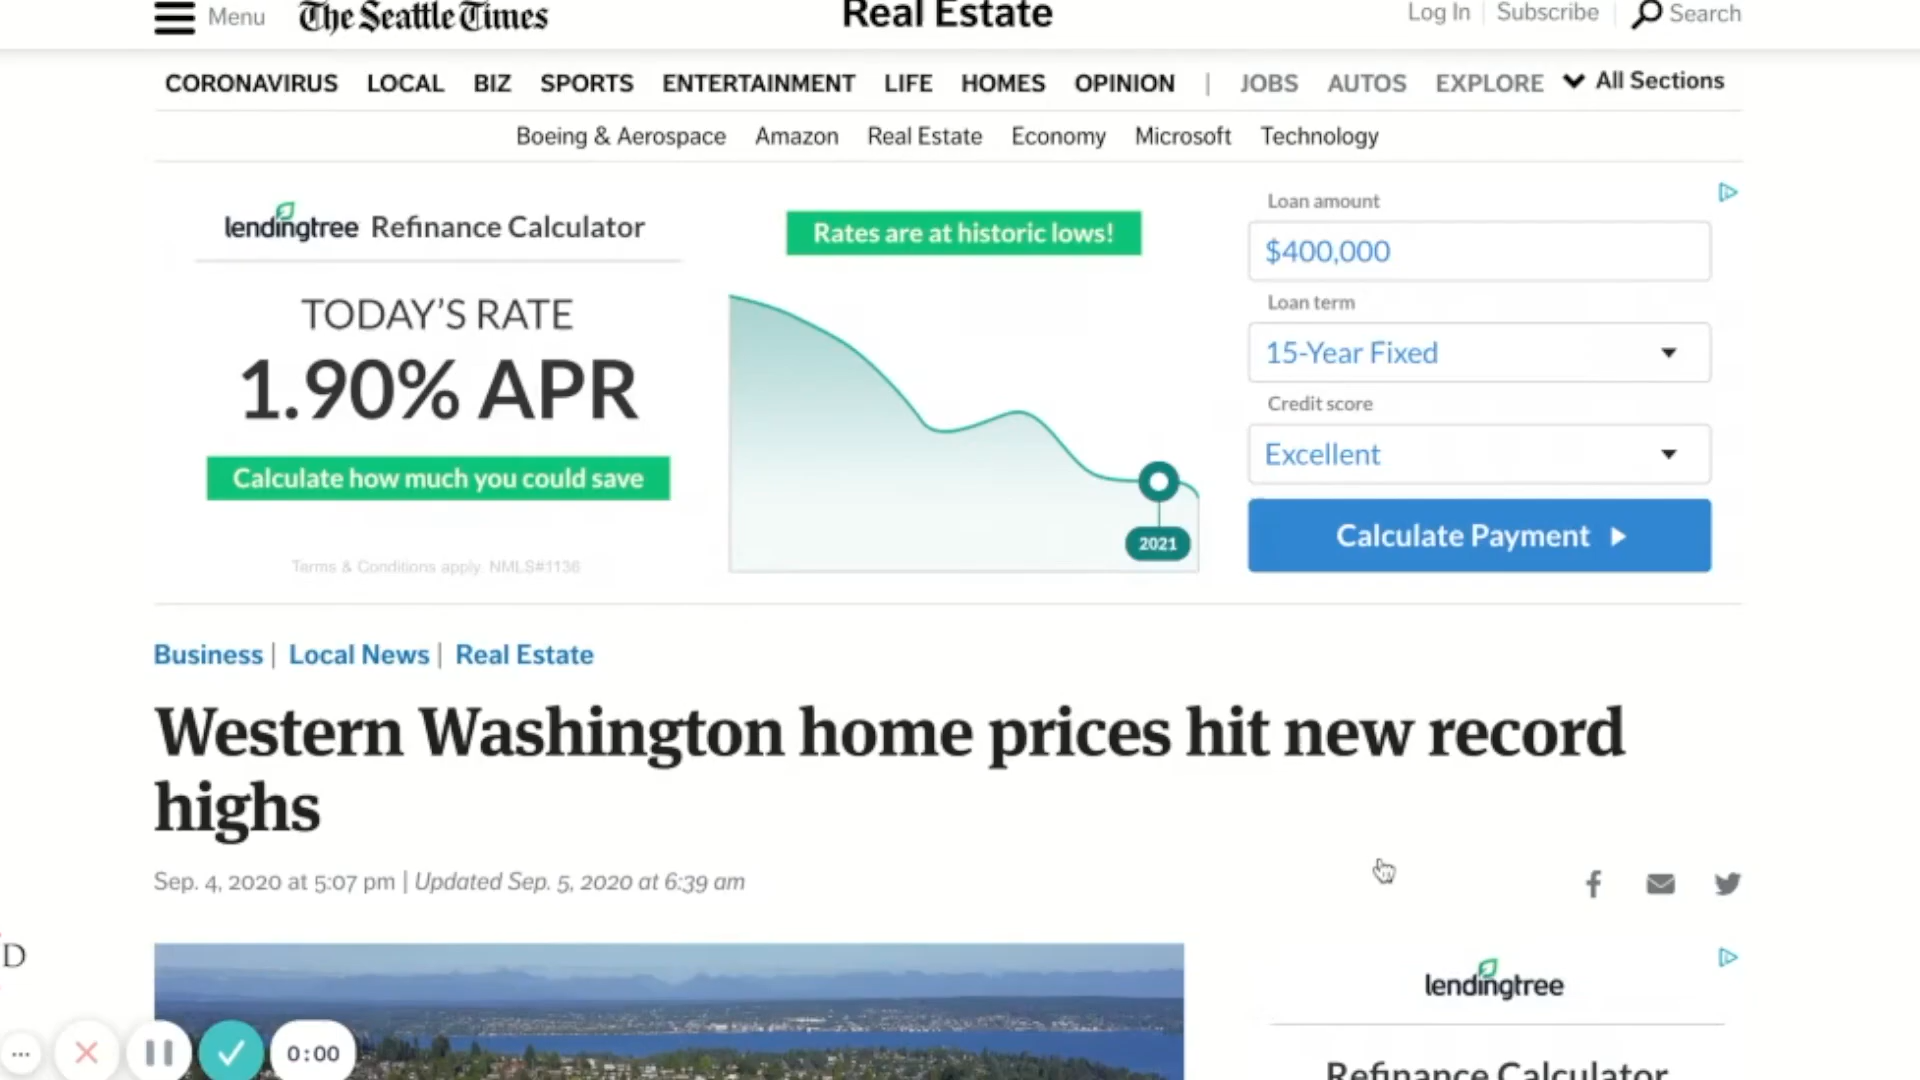 Menu
The Seattle Times
Real Estate
Log In
Subscribe
Search
CORONAVIRUS LOCAL BIZ SPORTS ENTERTAINMENT LIFE HOMES OPINION | JOBS AUTOS EXPLORE All Sections
Boeing & Aerospace Amazon Real Estate Economy Microsoft Technology
lendingtree Refinance Calculator
TODAY'S RATE
1.90% APR
Calculate how much you could save
Terms & Conditions apply. NMLS#1136
Rates are at historic lows!
2021
Loan amount
$400,000
Loan term
15-Year Fixed
Credit score
Excellent
Calculate Payment
Business | Local News | Real Estate
Western Washington home prices hit new record
highs
Sep. 4, 2020 at 5:07 pm | Updated Sep. 5, 2020 at 6:39 am
D
lendingtree
Refinance Calculator
0:00